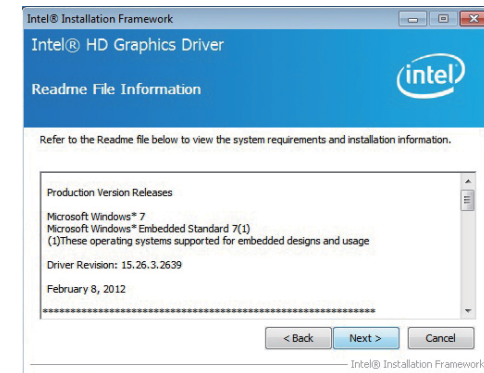 Intel® Installation Framework
Intel® HD Graphics Driver
intel
Readme File Information
Refer to the Readme file below to view the system requirements and installation information.
Production Version Releases
Microsoft Windows* 7
Microsoft Windows* Embedded Standard 7(1)
(1)These operating systems supported for embedded designs and usage
Driver Revision: 15.26.3.2639
February 8, 2012
****************************************************************
< Back Next > Cancel
Intel® Installation Framework